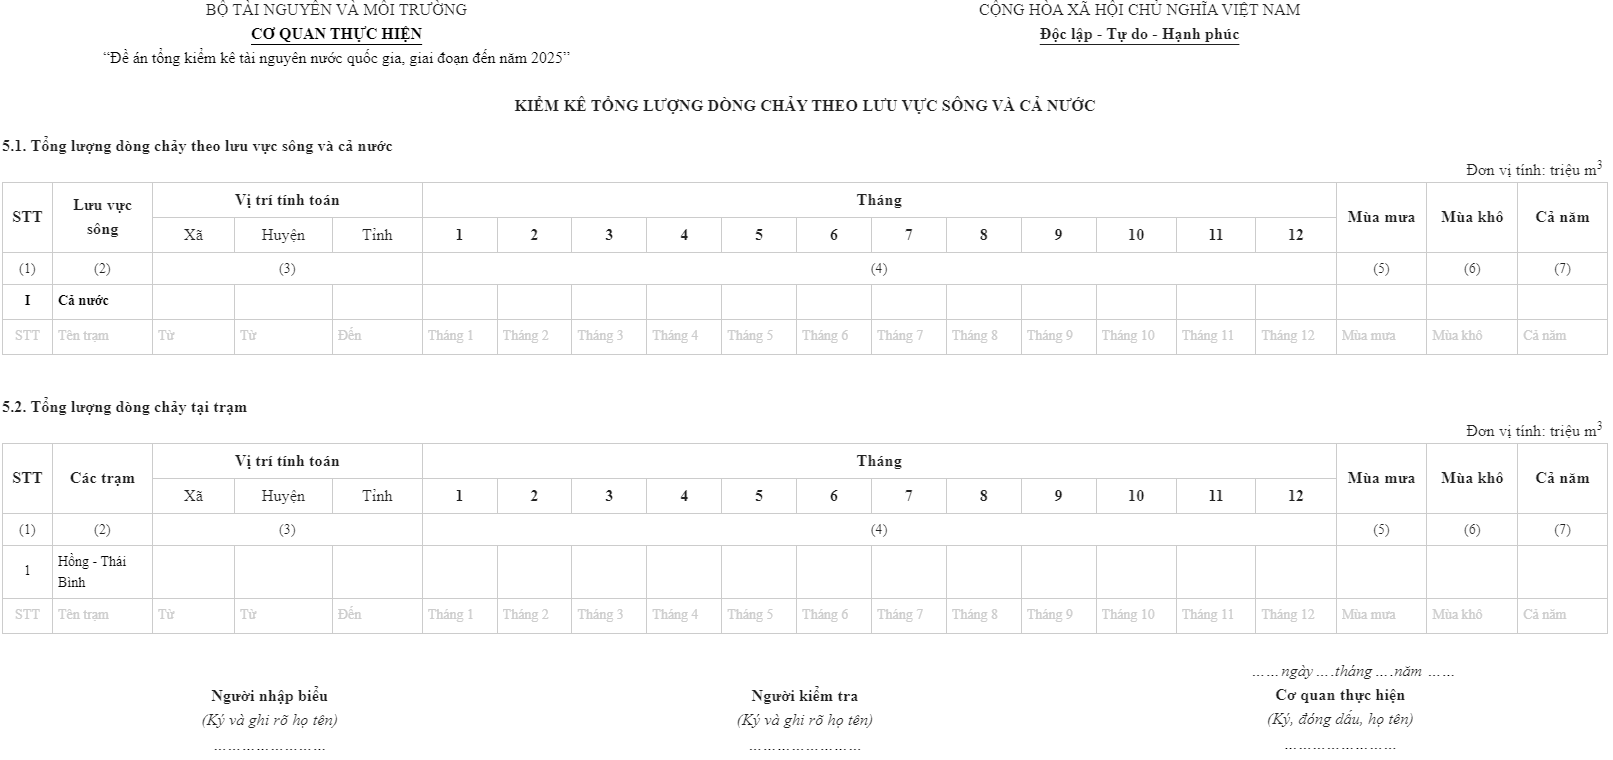 BỘ TÀI NGUYÊN VÀ MÔI TRƯỜNG
CỘNG HÒA XÃ HỘI CHỦ NGHĨA VIỆT NAM
CƠ QUAN THỰC HIỆN
Độc lập - Tự do - Hạnh phúc
“Đề án tổng kiểm kê tài nguyên nước quốc gia, giai đoạn đến năm 2025”
KIỂM KÊ TỔNG LƯỢNG DÒNG CHẢY THEO LƯU VỰC SÔNG VÀ CẢ NƯỚC
5.1. Tổng lượng dòng chảy theo lưu vực sông và cả nước
Đơn vị tính: triệu m³
STT Lưu vực sông Vị trí tính toán Tháng Mùa mưa Mùa khô Cả năm
Xã Huyện Tỉnh 1 2 3 4 5 6 7 8 9 10 11 12
(1) (2) (3) (4) (5) (6) (7)
I Cả nước
STT Tên trạm Từ Từ Đến Tháng 1 Tháng 2 Tháng 3 Tháng 4 Tháng 5 Tháng 6 Tháng 7 Tháng 8 Tháng 9 Tháng 10 Tháng 11 Tháng 12 Mùa mưa Mùa khô Cả năm
5.2. Tổng lượng dòng chảy tại trạm
Đơn vị tính: triệu m³
STT Các trạm Vị trí tính toán Tháng Mùa mưa Mùa khô Cả năm
Xã Huyện Tỉnh 1 2 3 4 5 6 7 8 9 10 11 12
(1) (2) (3) (4) (5) (6) (7)
1 Hồng - Thái Bình
STT Tên trạm Từ Từ Đến Tháng 1 Tháng 2 Tháng 3 Tháng 4 Tháng 5 Tháng 6 Tháng 7 Tháng 8 Tháng 9 Tháng 10 Tháng 11 Tháng 12 Mùa mưa Mùa khô Cả năm
……ngày ….tháng ….năm ……
Người nhập biểu Người kiểm tra Cơ quan thực hiện
(Ký và ghi rõ họ tên) (Ký và ghi rõ họ tên) (Ký, đóng dấu, họ tên)
…………………… …………………… ……………………